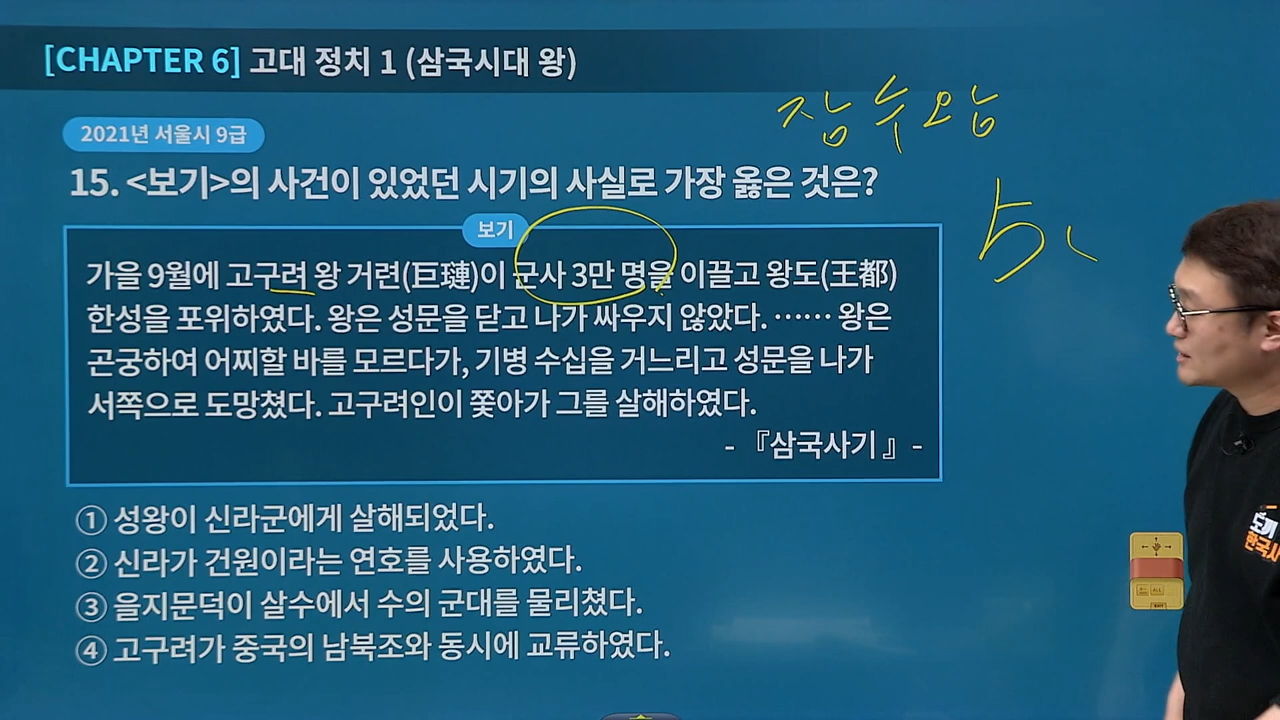 [CHAPTER 6] 고대 정치 1 (삼국시대 왕)
장수왕
2021년 서울시 9급
15. <보기>의 사건이 있었던 시기의 사실로 가장 옳은 것은?
5
보기
가을 9월에 고구려 왕 거련(巨璉)이 군사 3만 명을 이끌고 왕도(王都)
한성을 포위하였다. 왕은 성문을 닫고 나가 싸우지 않았다. …… 왕은
곤궁하여 어찌할 바를 모르다가, 기병 수십을 거느리고 성문을 나가
서쪽으로 도망쳤다. 고구려인이 쫓아가 그를 살해하였다.
- 『삼국사기』 -
① 성왕이 신라군에게 살해되었다.
② 신라가 건원이라는 연호를 사용하였다.
③ 을지문덕이 살수에서 수의 군대를 물리쳤다.
④ 고구려가 중국의 남북조와 동시에 교류하였다.
한국사